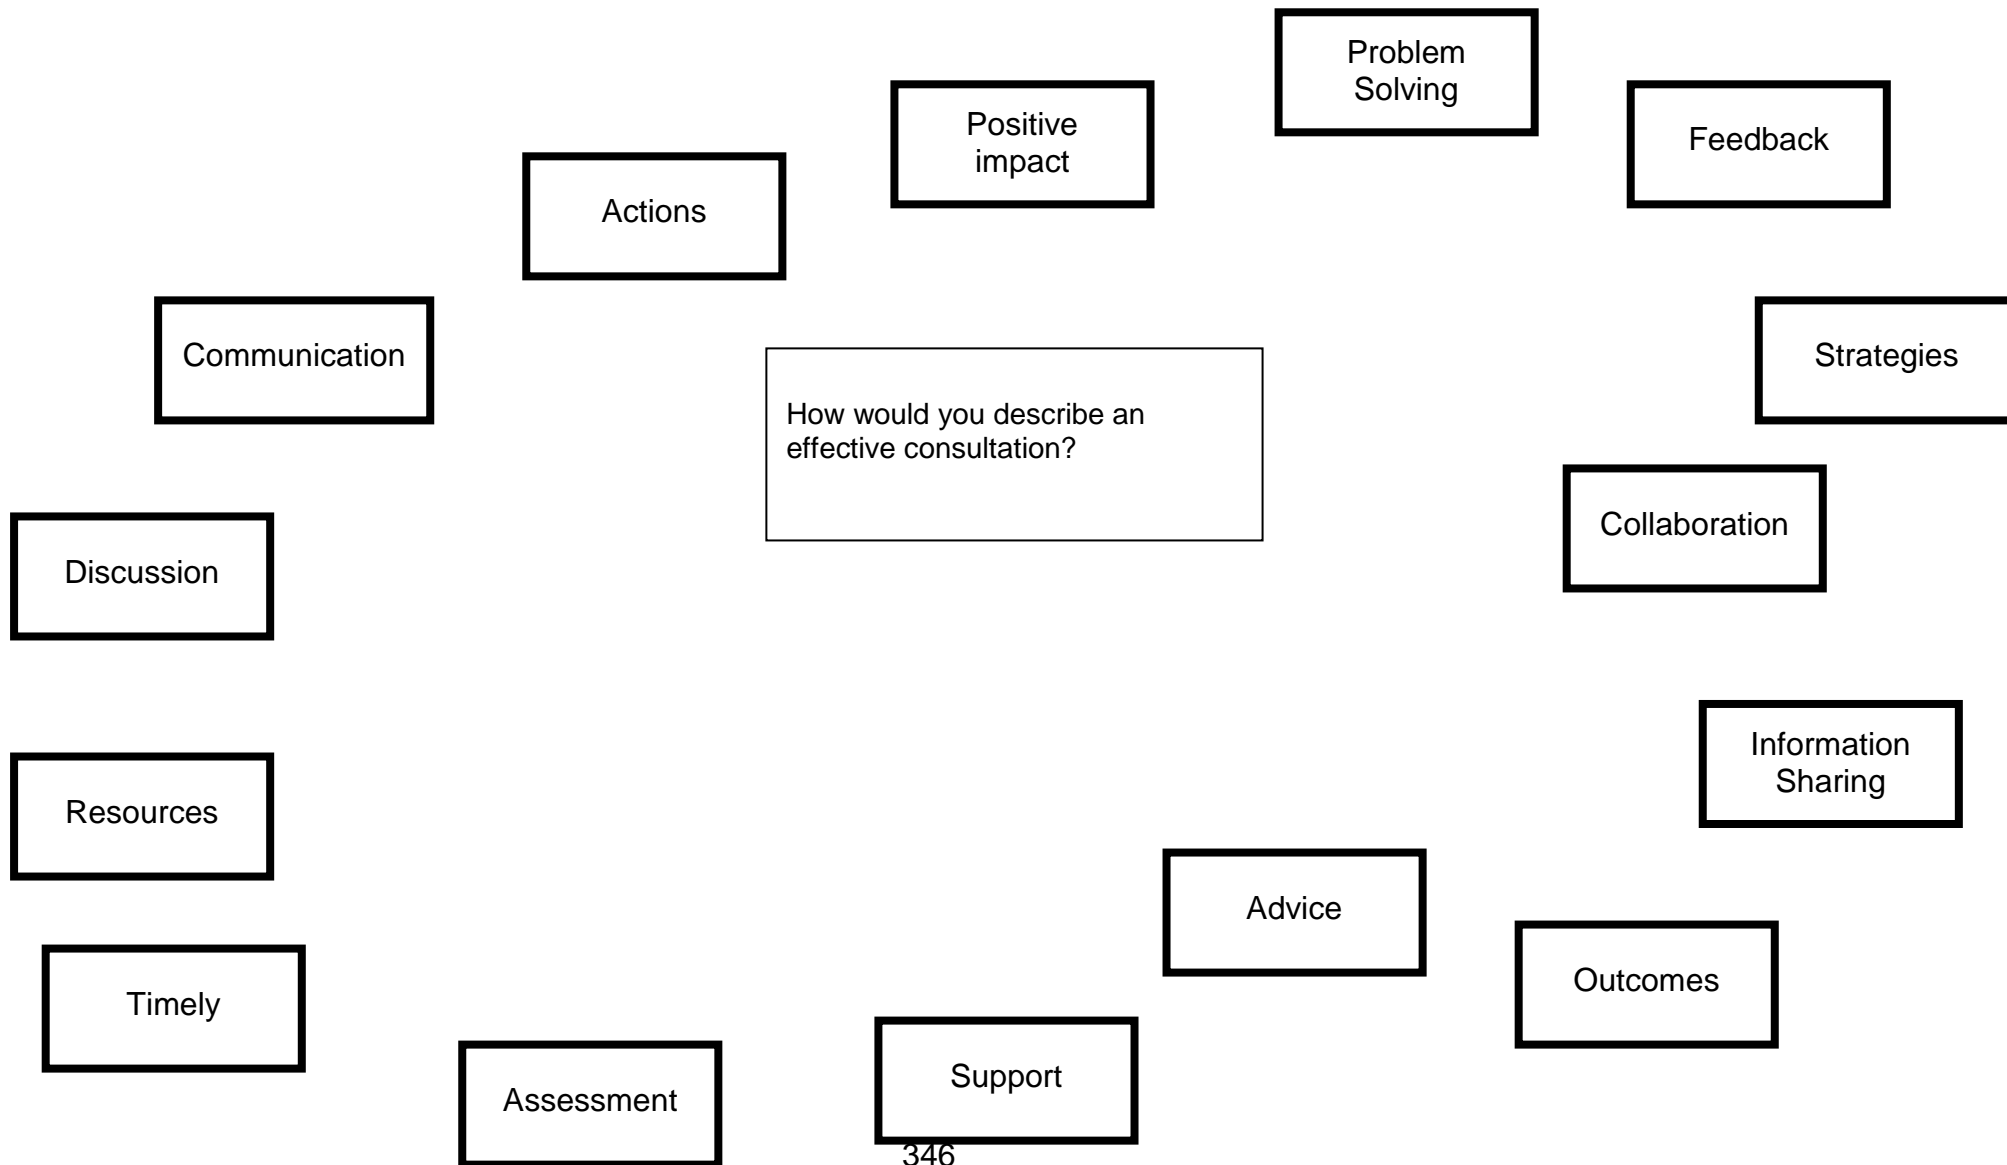 Problem
Solving
Positive
impact
Feedback
Actions
Communication
Strategies
How would you describe an
effective consultation?
Collaboration
Discussion
Information
Sharing
Resources
Advice
Outcomes
Timely
Support
Assessment
346